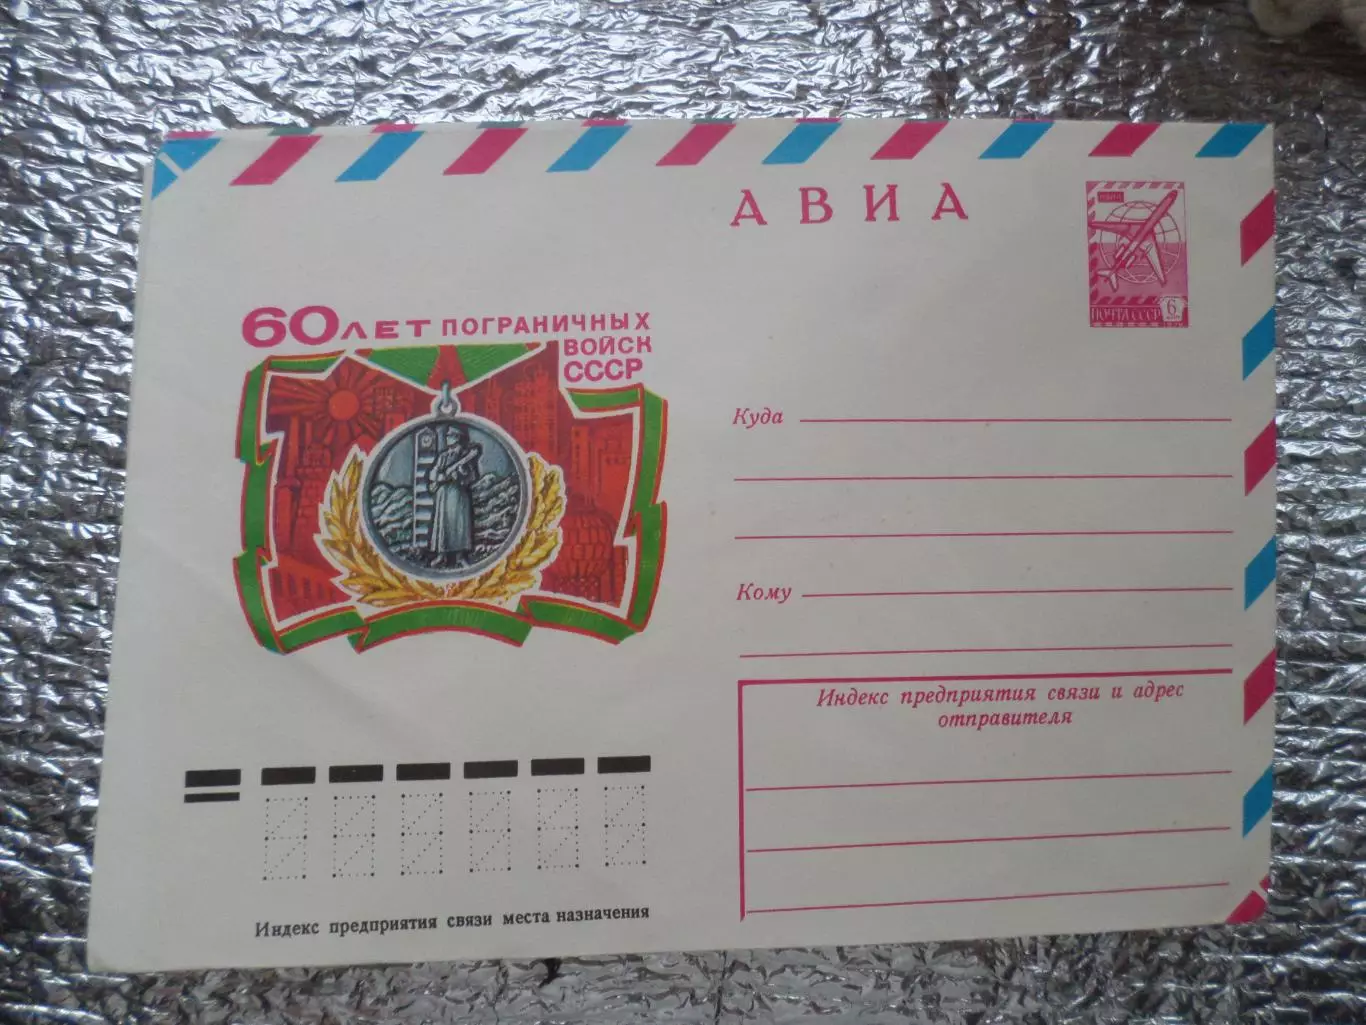 АВИА
ПОЧТА СССР 6
60 ЛЕТ ПОГРАНИЧНЫХ
ВОЙСК
СССР
Куда
Кому
Индекс предприятия связи и адрес
отправителя
Индекс предприятия связи места назначения